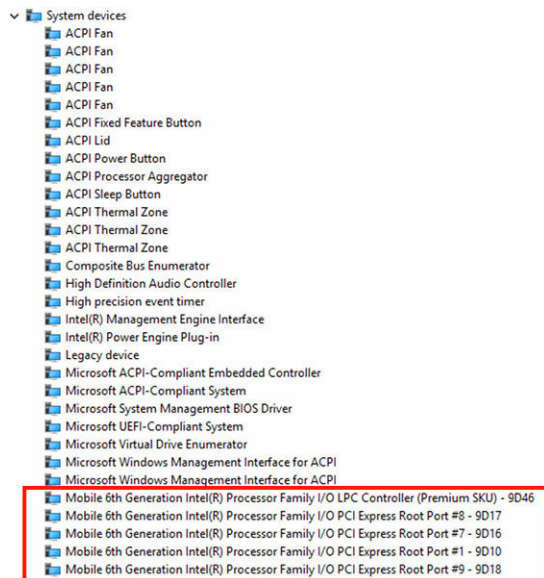 System devices
ACPI Fan
ACPI Fan
ACPI Fan
ACPI Fan
ACPI Fan
ACPI Fixed Feature Button
ACPI Lid
ACPI Power Button
ACPI Processor Aggregator
ACPI Sleep Button
ACPI Thermal Zone
ACPI Thermal Zone
ACPI Thermal Zone
Composite Bus Enumerator
High Definition Audio Controller
High precision event timer
Intel(R) Management Engine Interface
Intel(R) Power Engine Plug-in
Legacy device
Microsoft ACPI-Compliant Embedded Controller
Microsoft ACPI-Compliant System
Microsoft System Management BIOS Driver
Microsoft UEFI-Compliant System
Microsoft Virtual Drive Enumerator
Microsoft Windows Management Interface for ACPI
Microsoft Windows Management Interface for ACPI
Mobile 6th Generation Intel(R) Processor Family I/O LPC Controller (Premium SKU) - 9D46
Mobile 6th Generation Intel(R) Processor Family I/O PCI Express Root Port #8 - 9D17
Mobile 6th Generation Intel(R) Processor Family I/O PCI Express Root Port #7 - 9D16
Mobile 6th Generation Intel(R) Processor Family I/O PCI Express Root Port #1 - 9D10
Mobile 6th Generation Intel(R) Processor Family I/O PCI Express Root Port #9 - 9D18